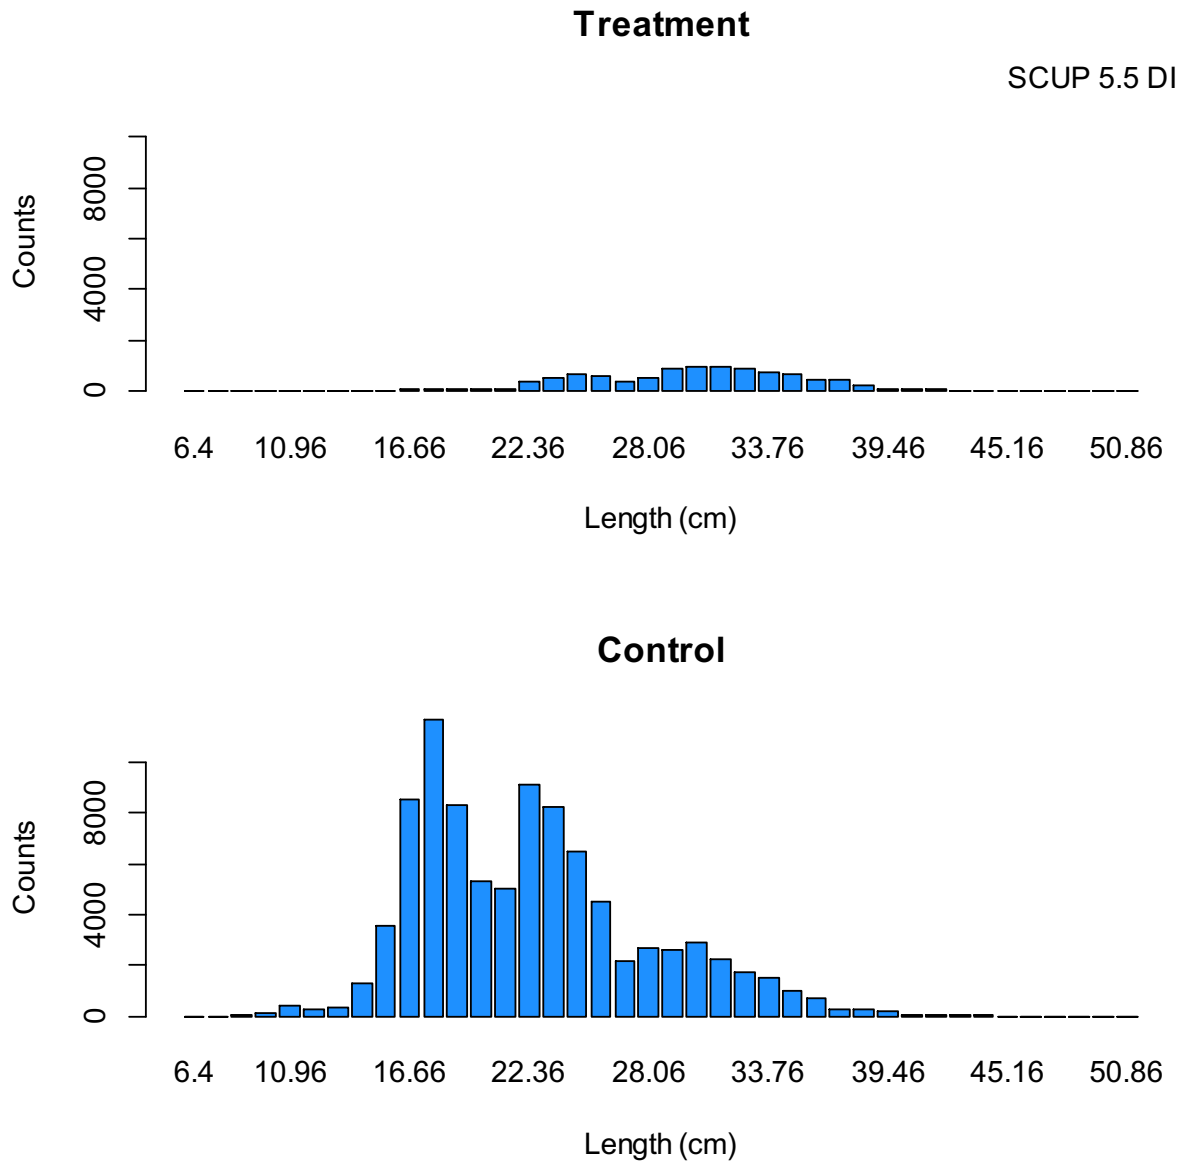 Treatment
SCUP 5.5 DI
Counts
8000
4000
0
6.4 10.96 16.66 22.36 28.06 33.76 39.46 45.16 50.86
Length (cm)
Control
Counts
8000
4000
0
6.4 10.96 16.66 22.36 28.06 33.76 39.46 45.16 50.86
Length (cm)